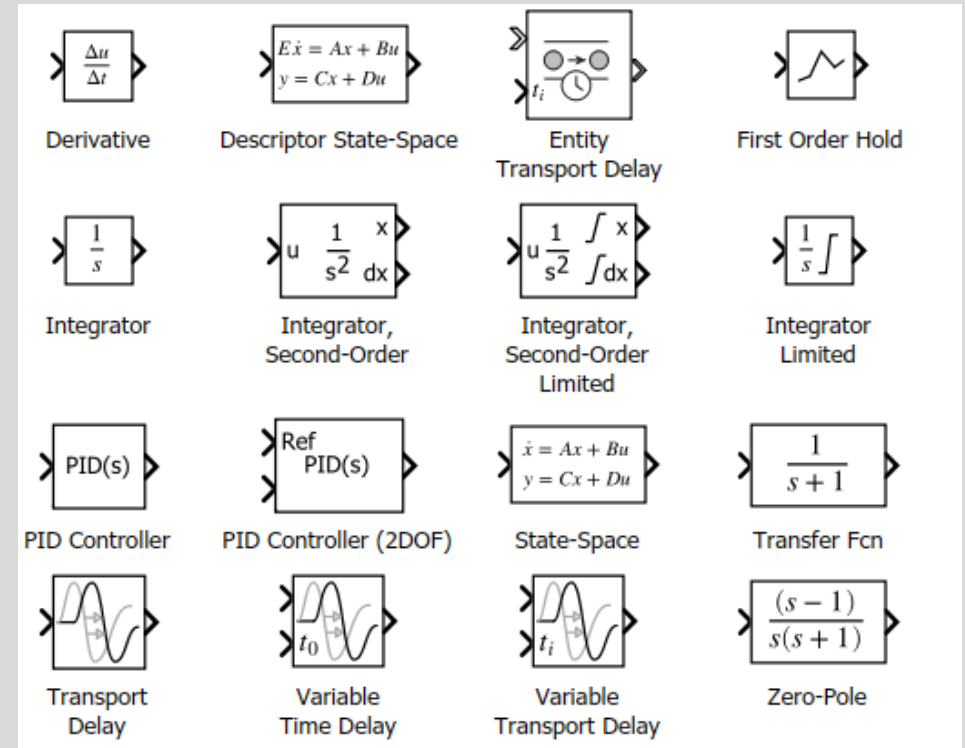 Δu
Δt
Derivative
Eẋ = Ax + Bu
y = Cx + Du
Descriptor State-Space
t_i
Entity
Transport Delay
First Order Hold
1
s
Integrator
u 1/s² x
dx
Integrator,
Second-Order
u 1/s² ∫ x
∫dx
Integrator,
Second-Order
Limited
1/s ∫
Integrator
Limited
PID(s)
PID Controller
Ref
PID(s)
PID Controller (2DOF)
ẋ = Ax + Bu
y = Cx + Du
State-Space
1
s + 1
Transfer Fcn
Transport
Delay
t₀
Variable
Time Delay
t_i
Variable
Transport Delay
(s − 1)
s(s + 1)
Zero-Pole